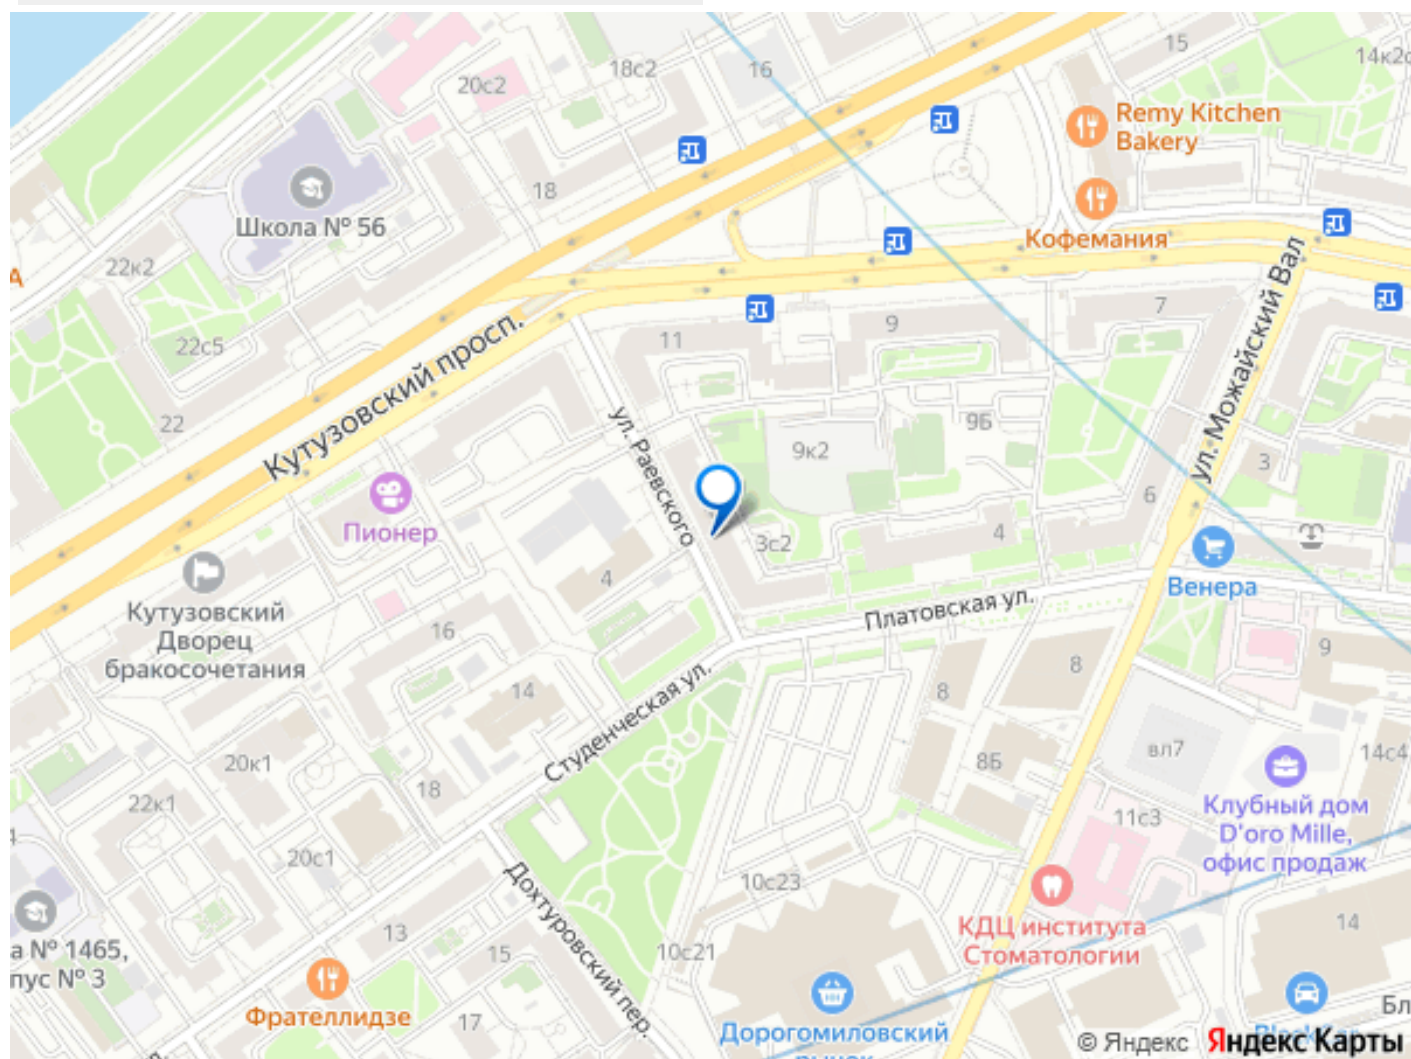 15
14к2с
18с2
16
20с2
Remy Kitchen
Bakery
18
Школа № 56
Кофемания
22к2
А
7
22с5
11
9
Кутузовский просп.
ул. Можайский Вал
22
ул. Раевского
9Б
9к2
3
6
Пионер
3с2
4
4
Венера
Кутузовский
Дворец
бракосочетания
Платовская ул.
16
9
8
8
14
Студенческая ул.
20к1
8Б
вл7
14с4
18
22к1
Клубный дом
D'oro Mille,
офис продаж
11с3
4
20с1
10с23
Дохтуровский пер.
КДЦ института
Стоматологии
14
13
15
10с21
а № 1465,
пус № 3
Фрателлидзе
17
Дорогомиловский
рынок
Бл
© Яндекс Яндекс Карты